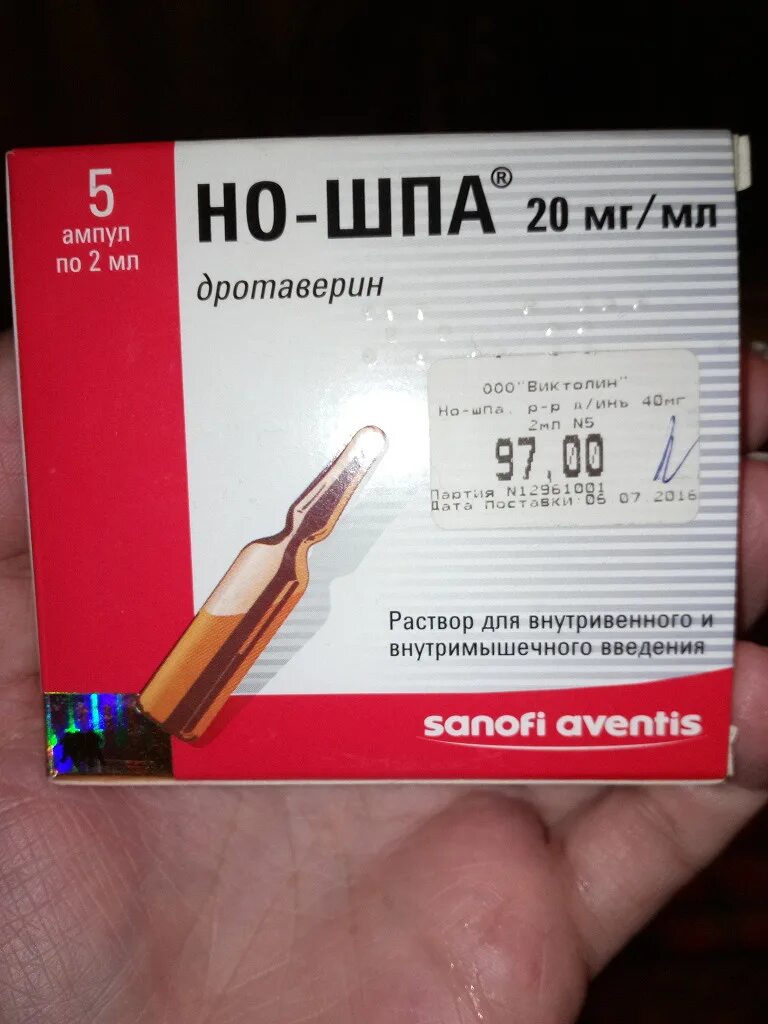 5
ампул
по 2 мл
НО-ШПА® 20 мг/мл
дротаверин
ООО"Виктолин"
Но-шпа, р-р д/инъ 40мг
2мл N5
97,00
Партия N12961001
Дата Поставки:06 07.2016
Раствор для внутривенного и
внутримышечного введения
sanofi aventis